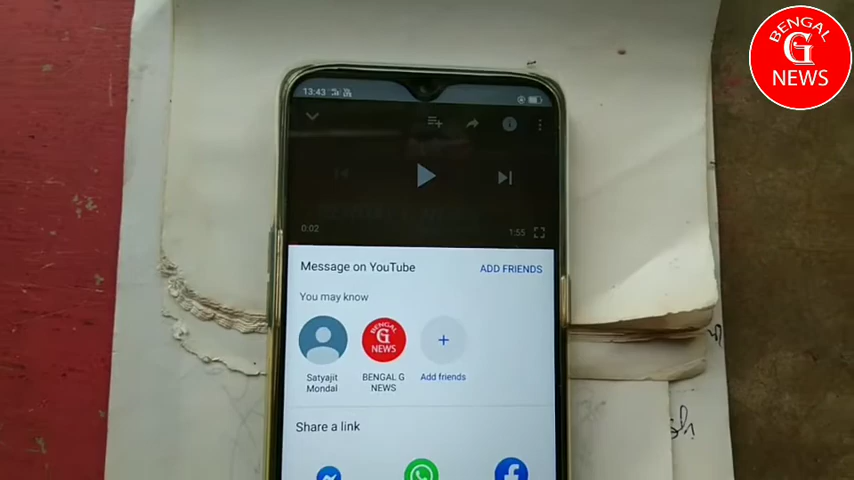 BENGAL
G
NEWS
13:43
0:02
1:55
Message on YouTube
ADD FRIENDS
You may know
BENGAL
G
NEWS
Satyajit
Mondal
BENGAL G
NEWS
Add friends
Share a link